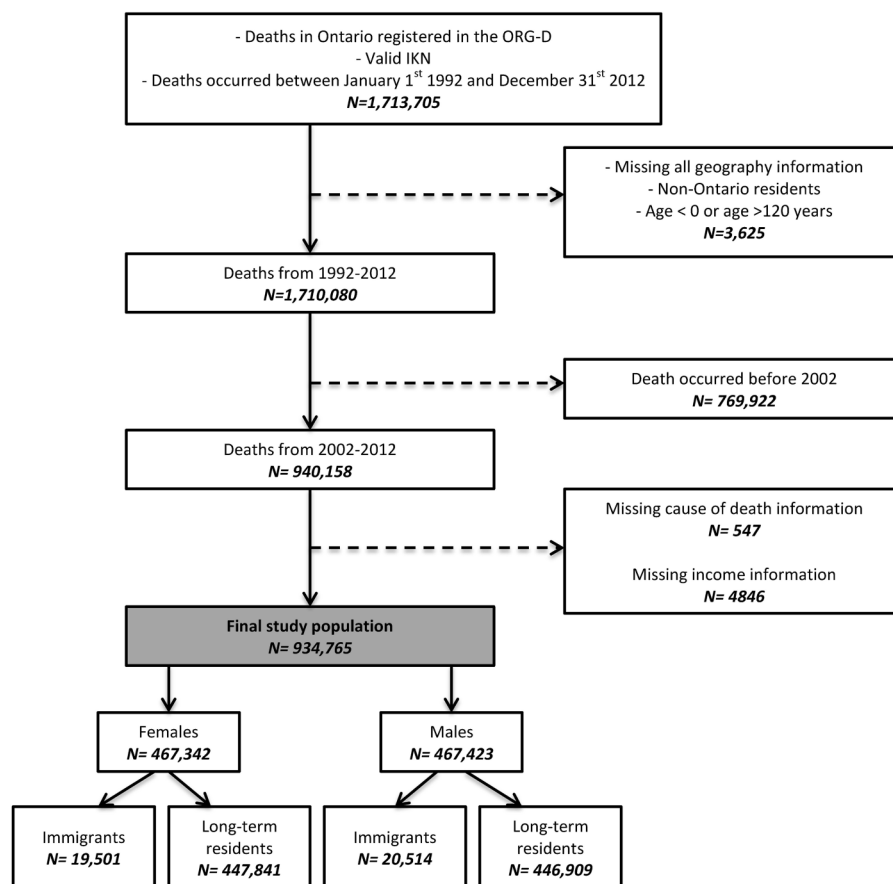 - Deaths in Ontario registered in the ORG-D
- Valid IKN
- Deaths occurred between January 1st 1992 and December 31st 2012
N=1,713,705
- Missing all geography information
- Non-Ontario residents
- Age < 0 or age >120 years
N=3,625
Deaths from 1992-2012
N=1,710,080
Death occurred before 2002
N= 769,922
Deaths from 2002-2012
N= 940,158
Missing cause of death information
N= 547
Missing income information
N= 4846
Final study population
N= 934,765
Females
N= 467,342
Males
N= 467,423
Immigrants
N= 19,501
Long-term
residents
N= 447,841
Immigrants
N= 20,514
Long-term
residents
N= 446,909